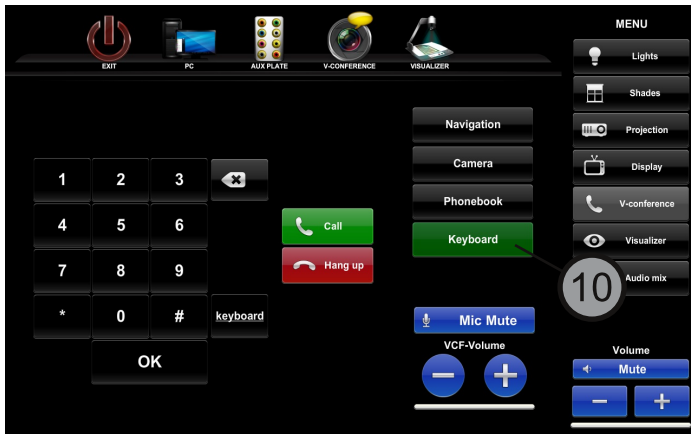 EXIT
PC
AUX PLATE
V-CONFERENCE
VISUALIZER
1 2 3
4 5 6
7 8 9
* 0 #
keyboard
OK
Call
Hang up
Navigation
Camera
Phonebook
Keyboard
10
Mic Mute
VCF-Volume
− +
MENU
Lights
Shades
Projection
Display
V-conference
Visualizer
Audio mix
Volume
Mute
− +